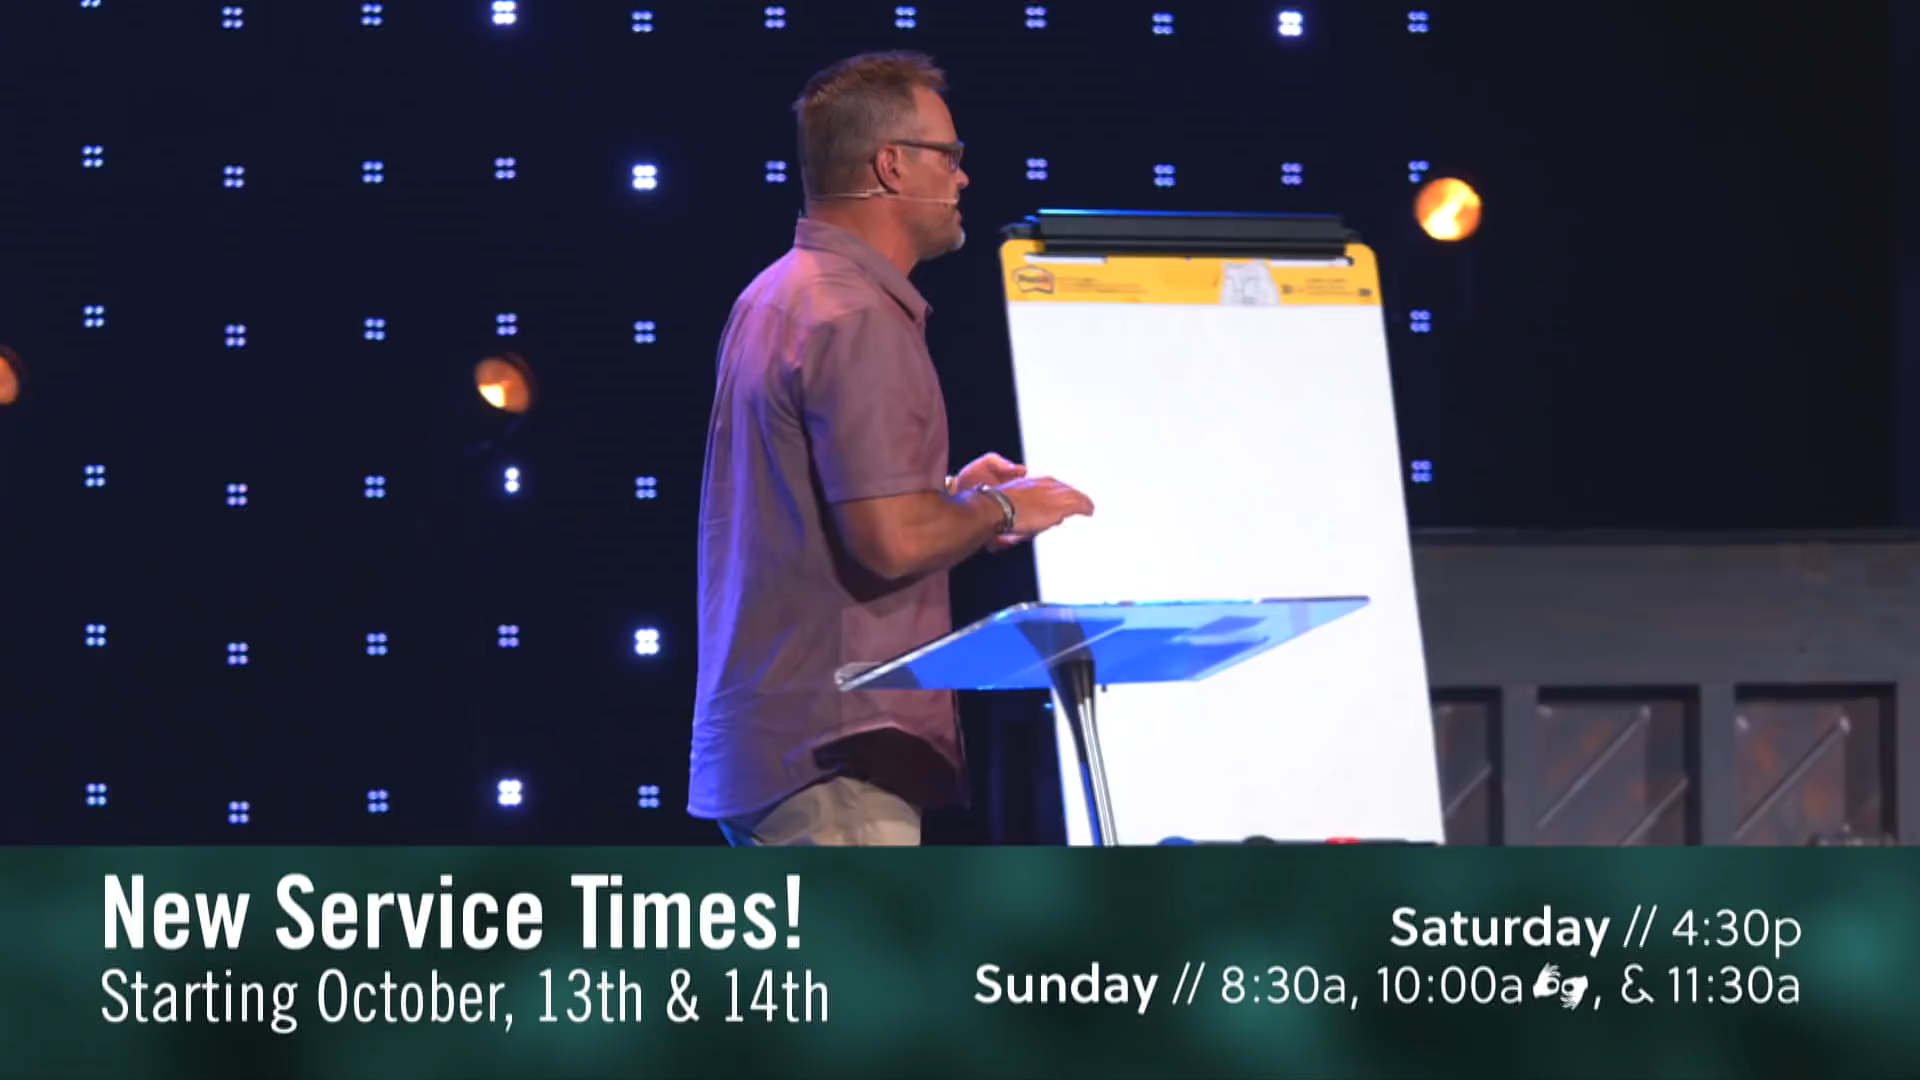 New Service Times!
Starting October, 13th & 14th
Saturday // 4:30p
Sunday // 8:30a, 10:00a, & 11:30a